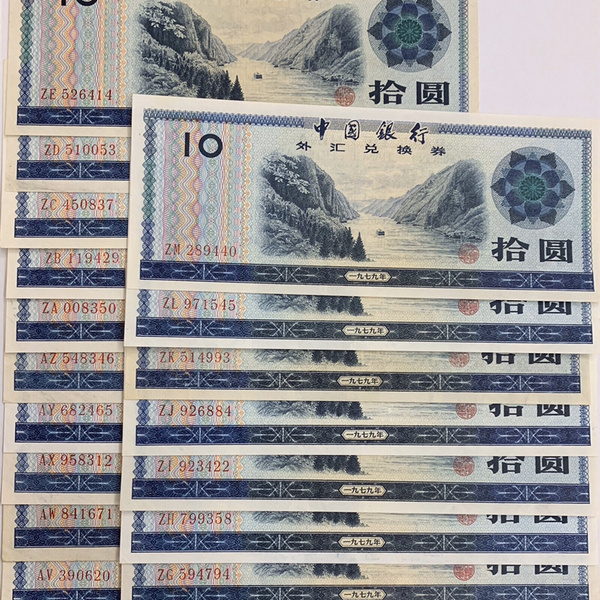 10
ZE 526414
拾圆
ZD 510053
ZC 450837
ZB 119429
ZA 008350
AZ 548346
AY 682465
AX 958312
AW 841671
AV 390620
中國銀行
外汇兑换券
10
ZM 289440
拾圆
一九七九年
ZL 971545
拾圆
一九七九年
ZK 514993
拾圆
一九七九年
ZJ 926884
拾圆
一九七九年
ZI 923422
拾圆
一九七九年
ZH 799358
拾圆
一九七九年
ZG 594794
拾圆
一九七九年